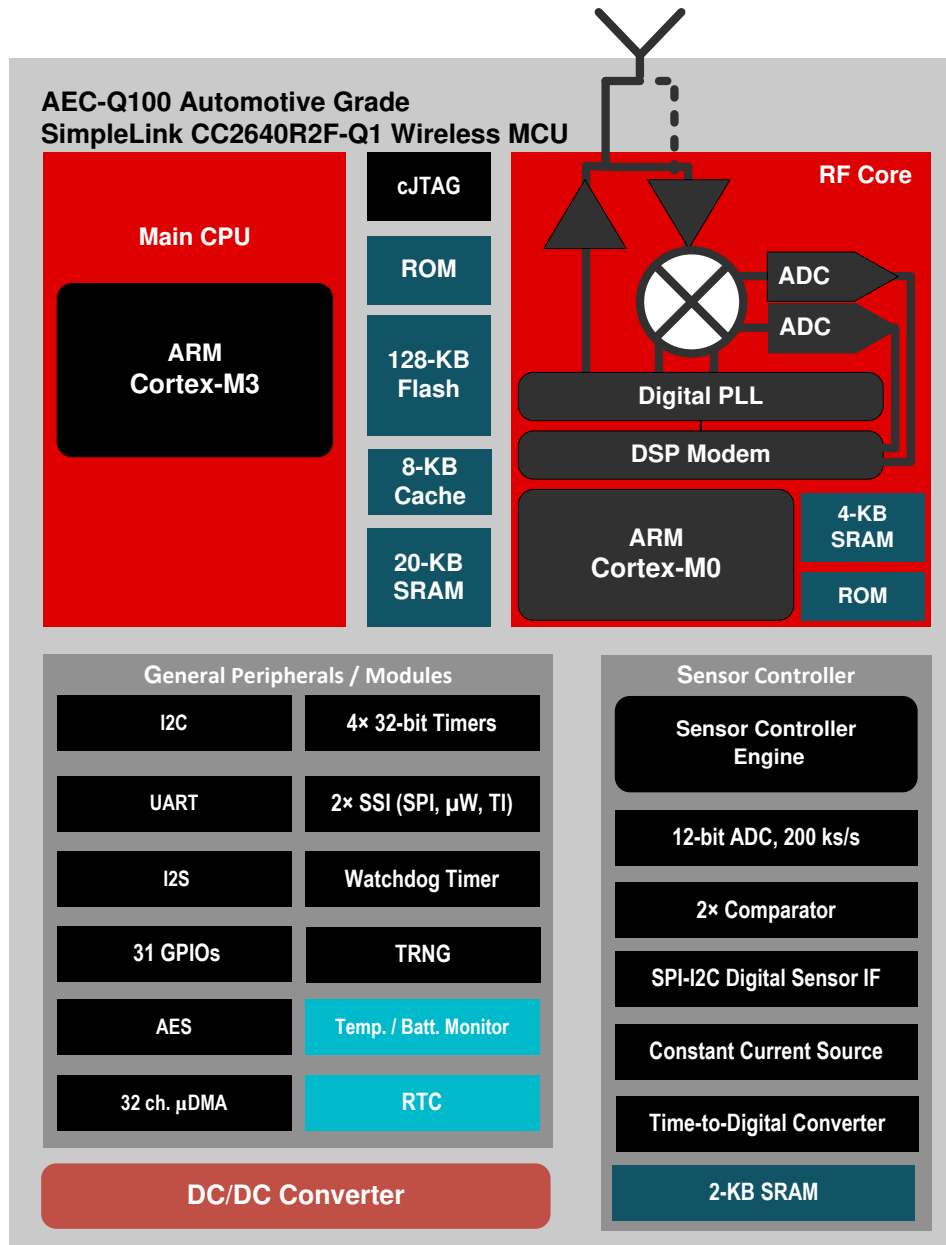 AEC-Q100 Automotive Grade
SimpleLink CC2640R2F-Q1 Wireless MCU
Main CPU
ARM
Cortex-M3
cJTAG
ROM
128-KB
Flash
8-KB
Cache
20-KB
SRAM
RF Core
ADC
ADC
Digital PLL
DSP Modem
ARM
Cortex-M0
4-KB
SRAM
ROM
General Peripherals / Modules
I2C
4× 32-bit Timers
UART
2× SSI (SPI, µW, TI)
I2S
Watchdog Timer
31 GPIOs
TRNG
AES
Temp. / Batt. Monitor
32 ch. µDMA
RTC
Sensor Controller
Sensor Controller
Engine
12-bit ADC, 200 ks/s
2× Comparator
SPI-I2C Digital Sensor IF
Constant Current Source
Time-to-Digital Converter
2-KB SRAM
DC/DC Converter